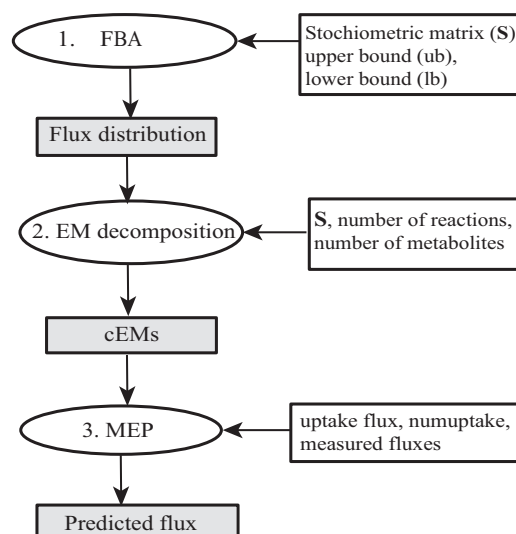 1. FBA
Stochiometric matrix (S)
upper bound (ub),
lower bound (lb)
Flux distribution
2. EM decomposition
S, number of reactions,
number of metabolites
cEMs
3. MEP
uptake flux, numuptake,
measured fluxes
Predicted flux